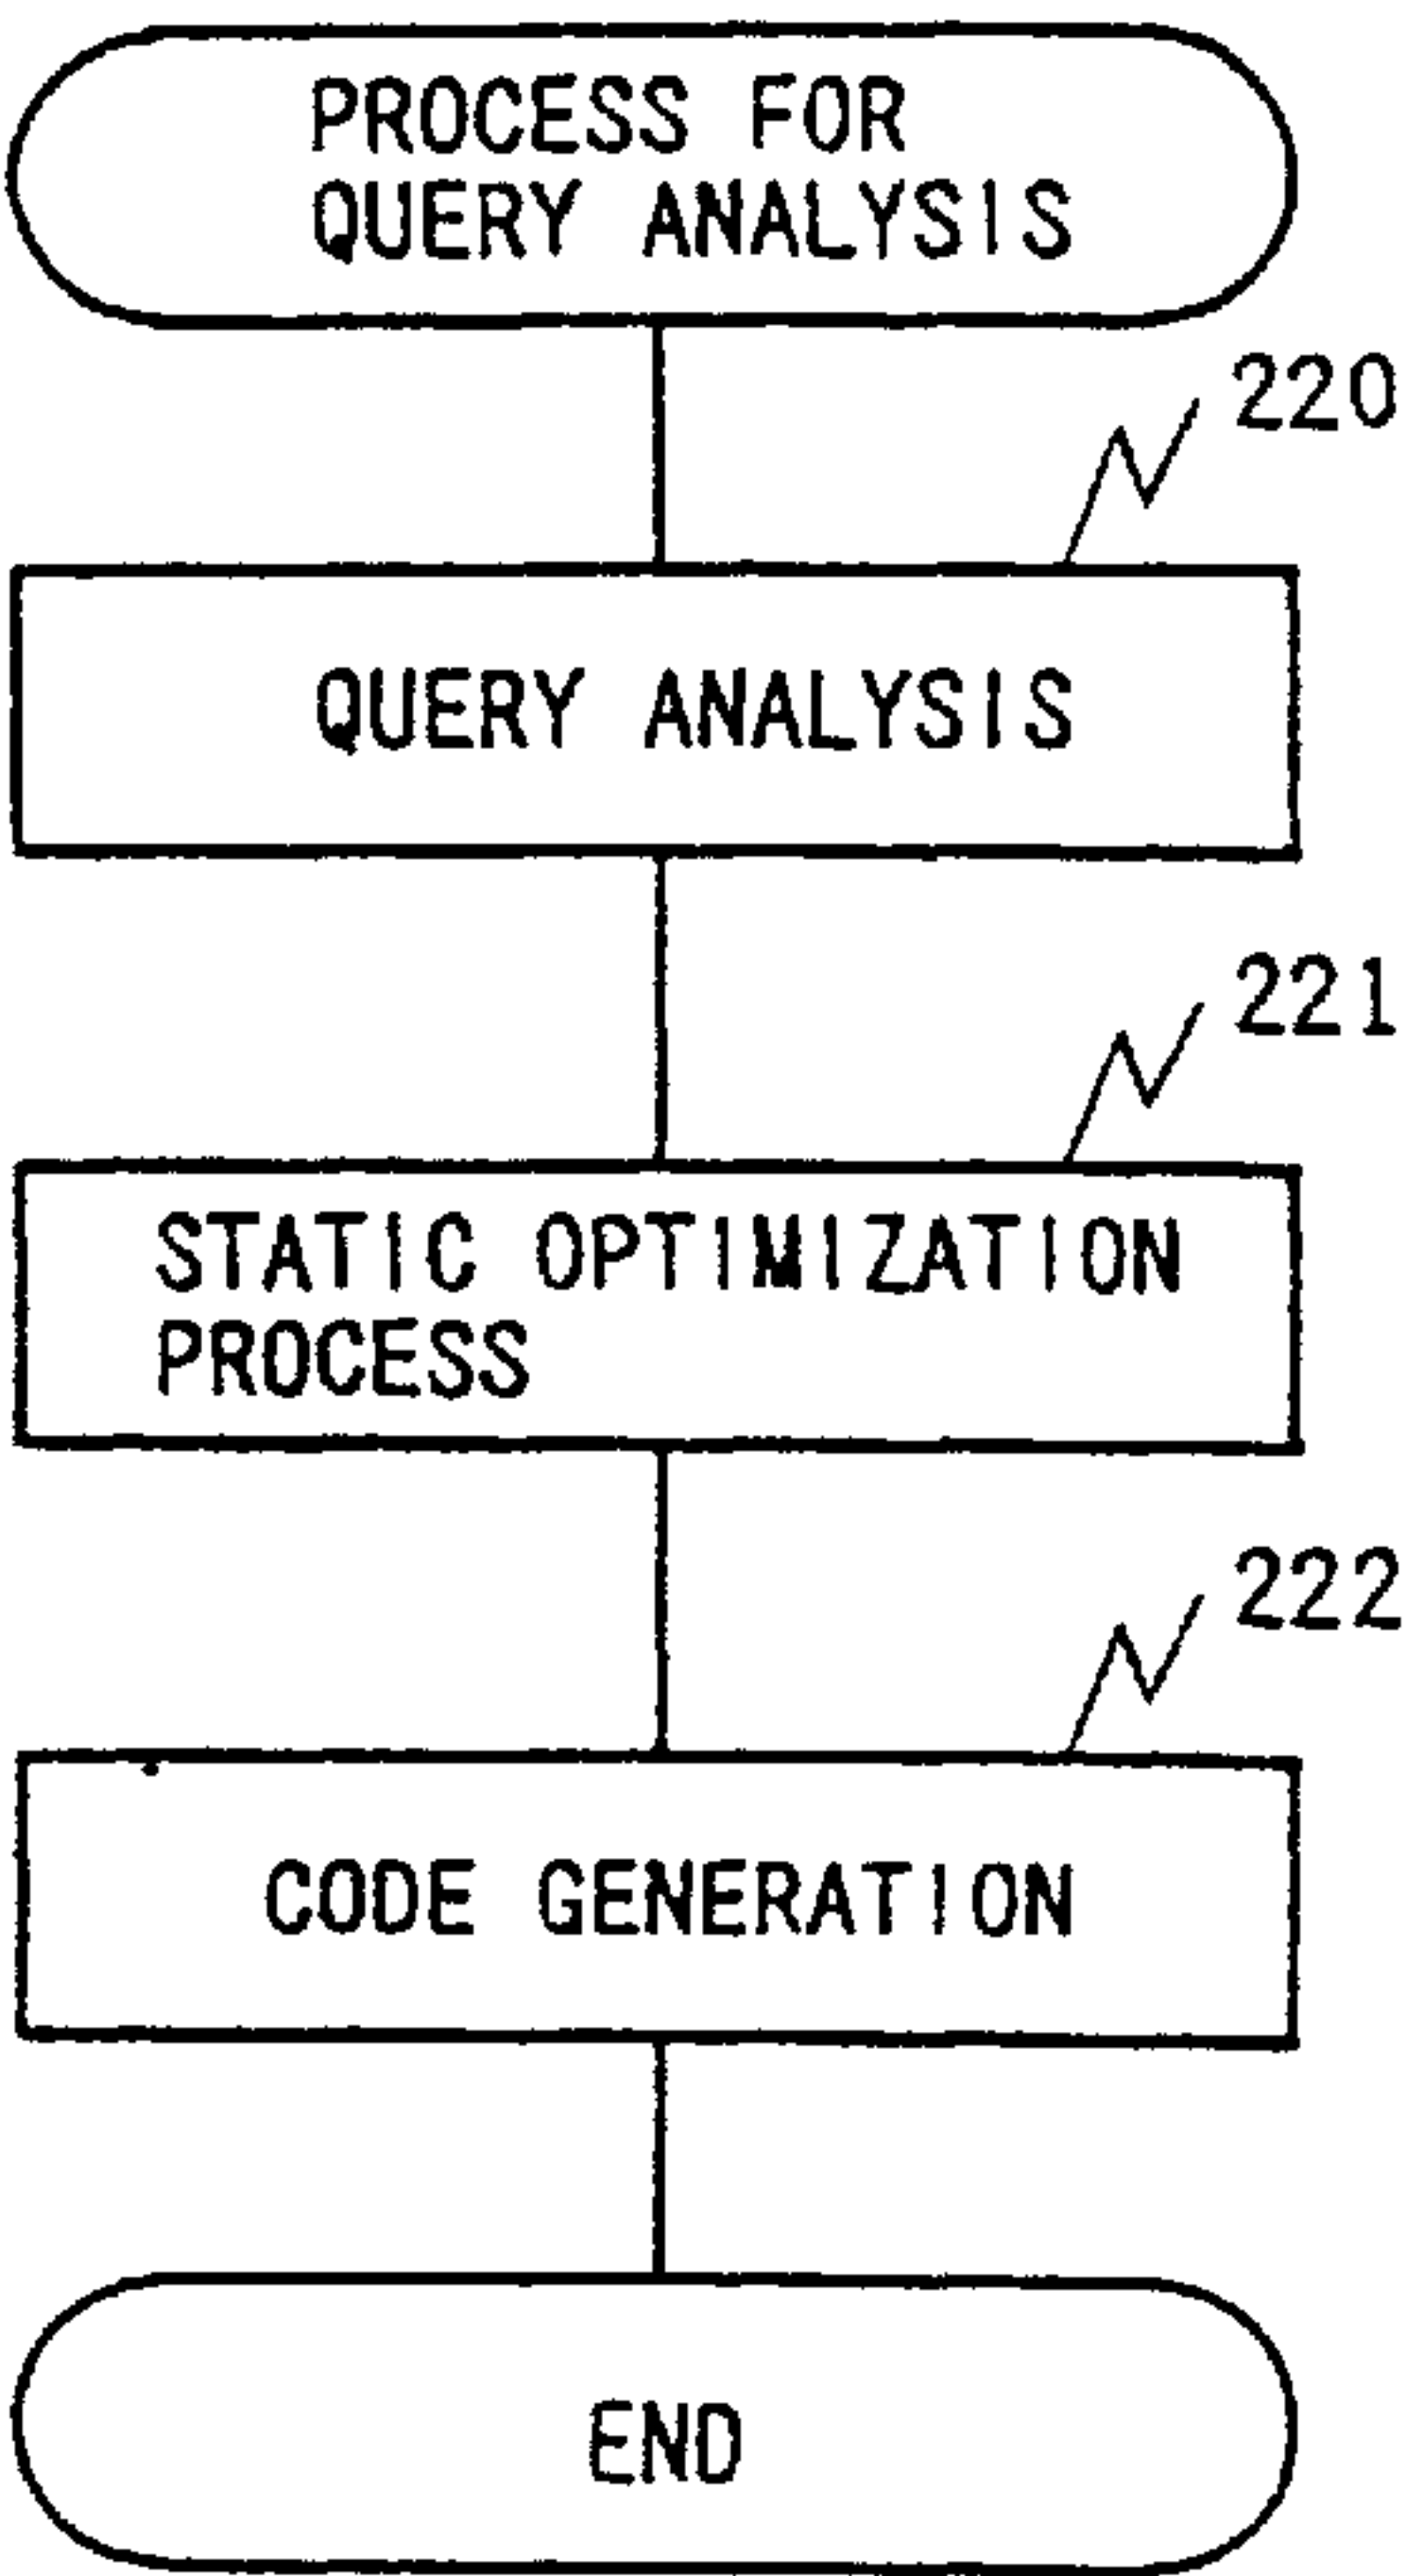 PROCESS FOR
QUERY ANALYSIS
220
QUERY ANALYSIS
221
STATIC OPTIMIZATION
PROCESS
222
CODE GENERATION
END